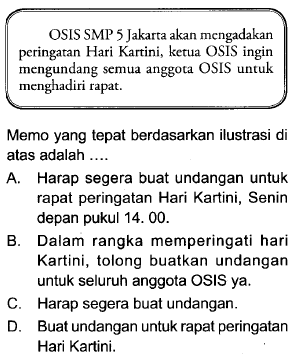 OSIS SMP 5 Jakarta akan mengadakan
peringatan Hari Kartini, ketua OSIS ingin
mengundang semua anggota OSIS untuk
menghadiri rapat.
Memo yang tepat berdasarkan ilustrasi di
atas adalah ....
A. Harap segera buat undangan untuk
rapat peringatan Hari Kartini, Senin
depan pukul 14. 00.
B. Dalam rangka memperingati hari
Kartini, tolong buatkan undangan
untuk seluruh anggota OSIS ya.
C. Harap segera buat undangan.
D. Buat undangan untuk rapat peringatan
Hari Kartini.